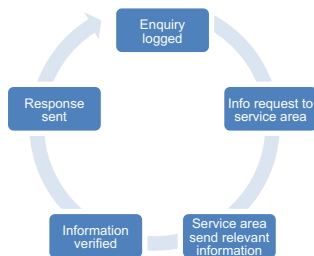 Enquiry
logged
Info request to
service area
Service area
send relevant
information
Information
verified
Response
sent